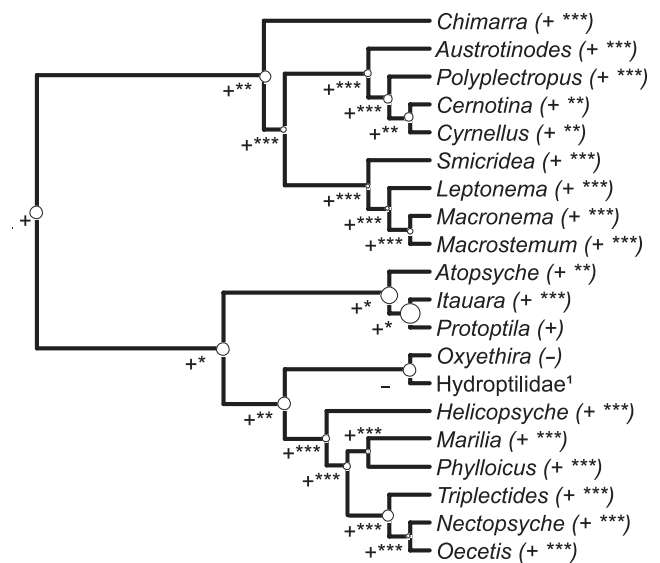 Chimarra (+ ***)
Austrotinodes (+ ***)
+**
+***
Polyplectropus (+ ***)
+***
Cernotina (+ **)
+**
Cyrnellus (+ **)
+***
Smicridea (+ ***)
Leptonema (+ ***)
+***
Macronema (+ ***)
+***
+
+***
Macrostemum (+ ***)
Atopsyche (+ **)
Itauara (+ ***)
+*
+*
Protoptila (+)
Oxyethira (–)
+*
–
Hydroptilidae¹
Helicopsyche (+ ***)
+**
+***
Marilia (+ ***)
+***
Phylloicus (+ ***)
+***
Triplectides (+ ***)
Nectopsyche (+ ***)
+***
+***
Oecetis (+ ***)